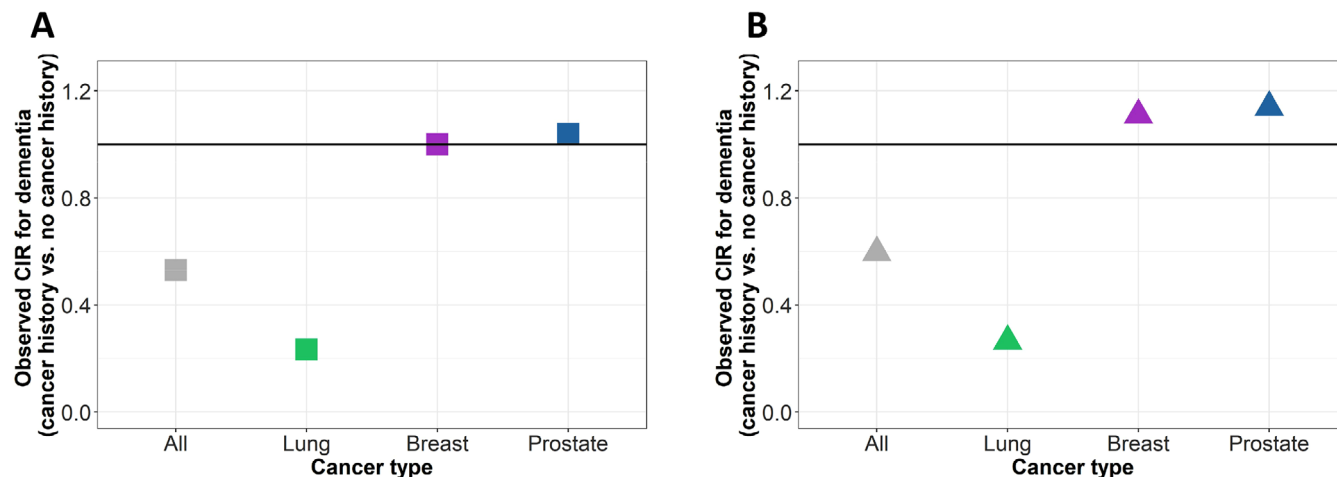 A
Observed CIR for dementia
(cancer history vs. no cancer history)
1.2
0.8
0.4
0.0
All Lung Breast Prostate
Cancer type
B
Observed CIR for dementia
(cancer history vs. no cancer history)
1.2
0.8
0.4
0.0
All Lung Breast Prostate
Cancer type